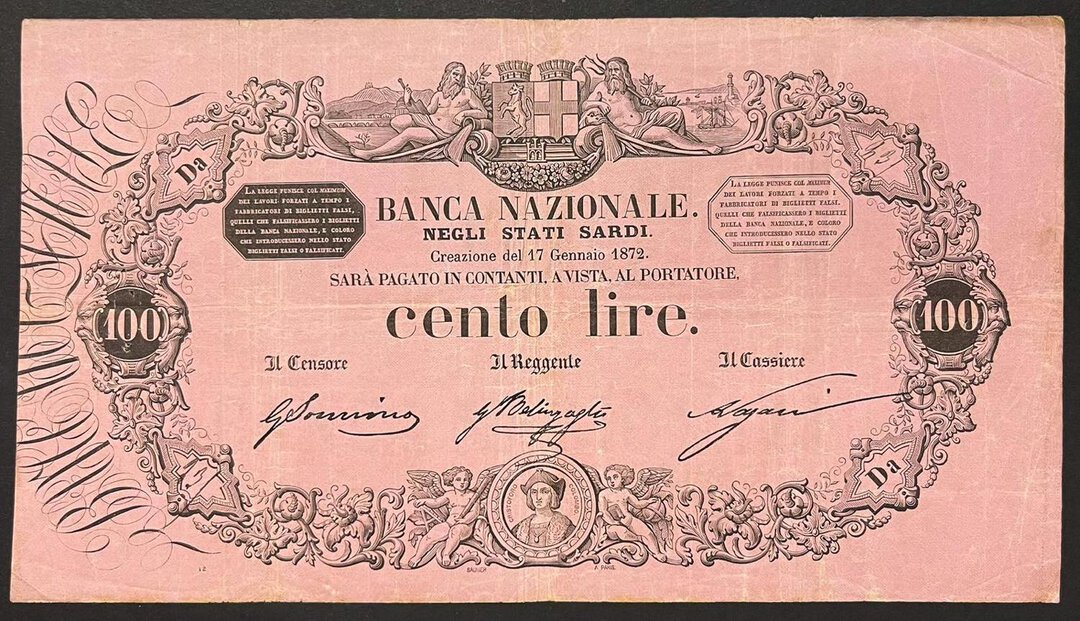 Da
LA LEGGE PUNISCE COL MAXIMUM
DEI LAVORI FORZATI A TEMPO I
FABBRICATORI DI BIGLIETTI FALSI,
QUELLI CHE FALSIFICASSERO I BIGLIETTI
DELLA BANCA NAZIONALE, E COLORO
CHE INTRODUCESSERO NELLO STATO
BIGLIETTI FALSI O FALSIFICATI.
LA LEGGE PUNISCE COL MAXIMUM
DEI LAVORI FORZATI A TEMPO I
FABBRICATORI DI BIGLIETTI FALSI,
QUELLI CHE FALSIFICASSERO I BIGLIETTI
DELLA BANCA NAZIONALE, E COLORO
CHE INTRODUCESSERO NELLO STATO
BIGLIETTI FALSI O FALSIFICATI.
BANCA NAZIONALE.
NEGLI STATI SARDI.
Creazione del 17 Gennaio 1872.
SARÀ PAGATO IN CONTANTI, A VISTA, AL PORTATORE,
100
cento lire.
100
Il Censore Il Reggente Il Cassiere
Da
12
A PARIS